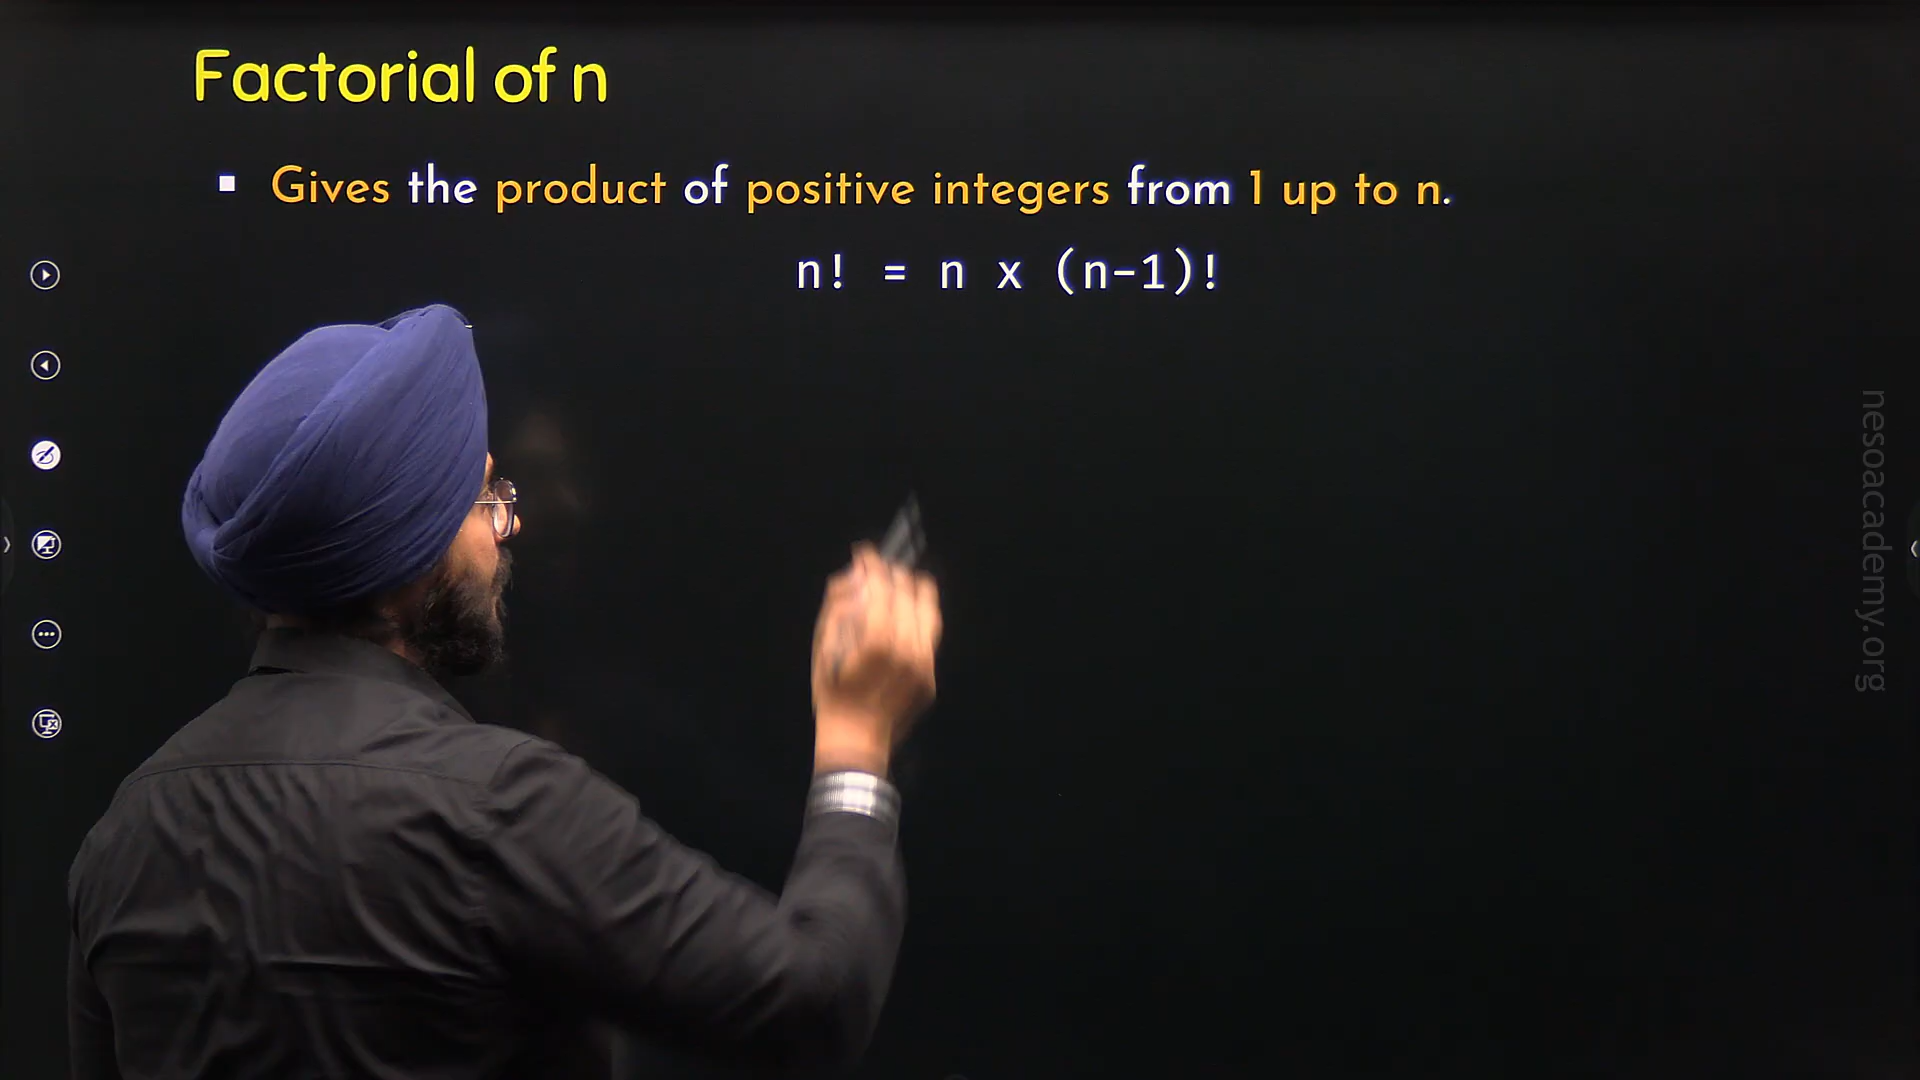 Factorial of n
▪ Gives the product of positive integers from 1 up to n.
n! = n x (n-1)!
nesoacademy.org